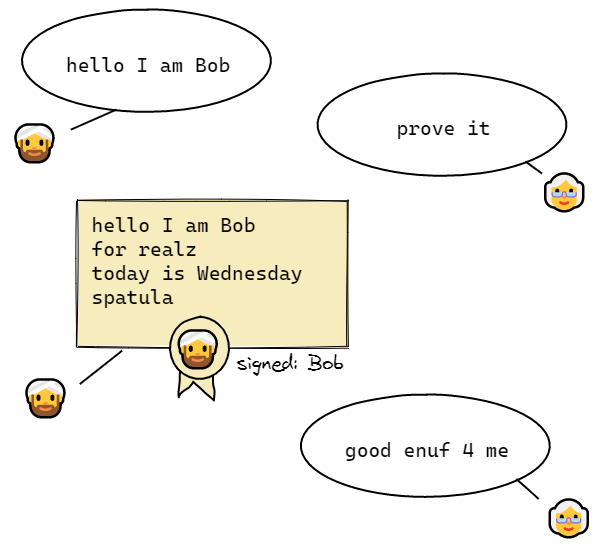 hello I am Bob
prove it
hello I am Bob
for realz
today is Wednesday
spatula
signed: Bob
good enuf 4 me